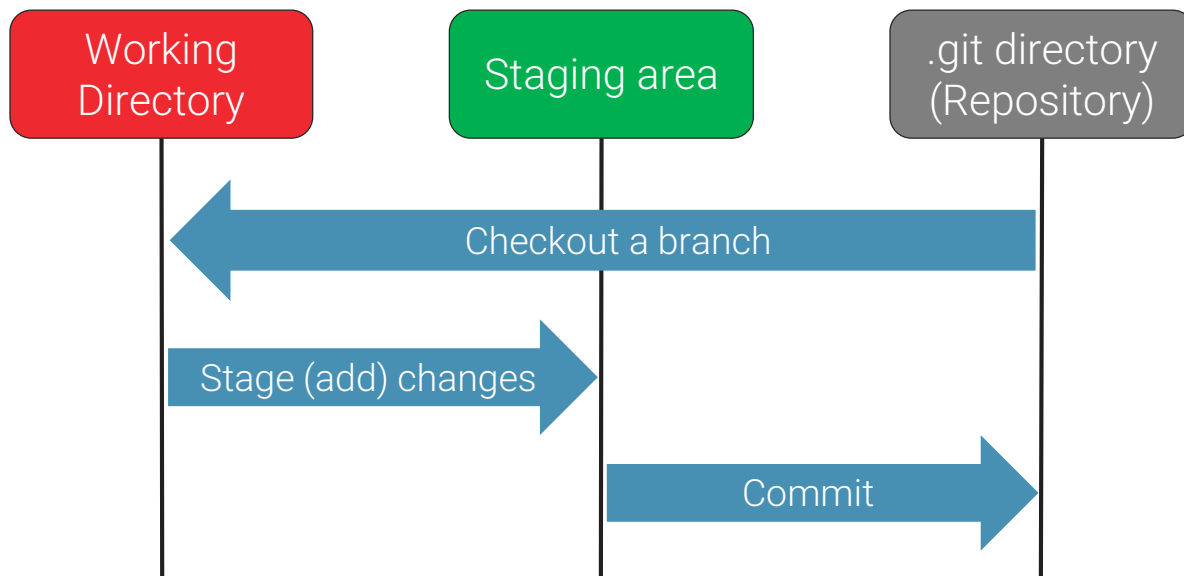 Working
Directory
Staging area
.git directory
(Repository)
Checkout a branch
Stage (add) changes
Commit